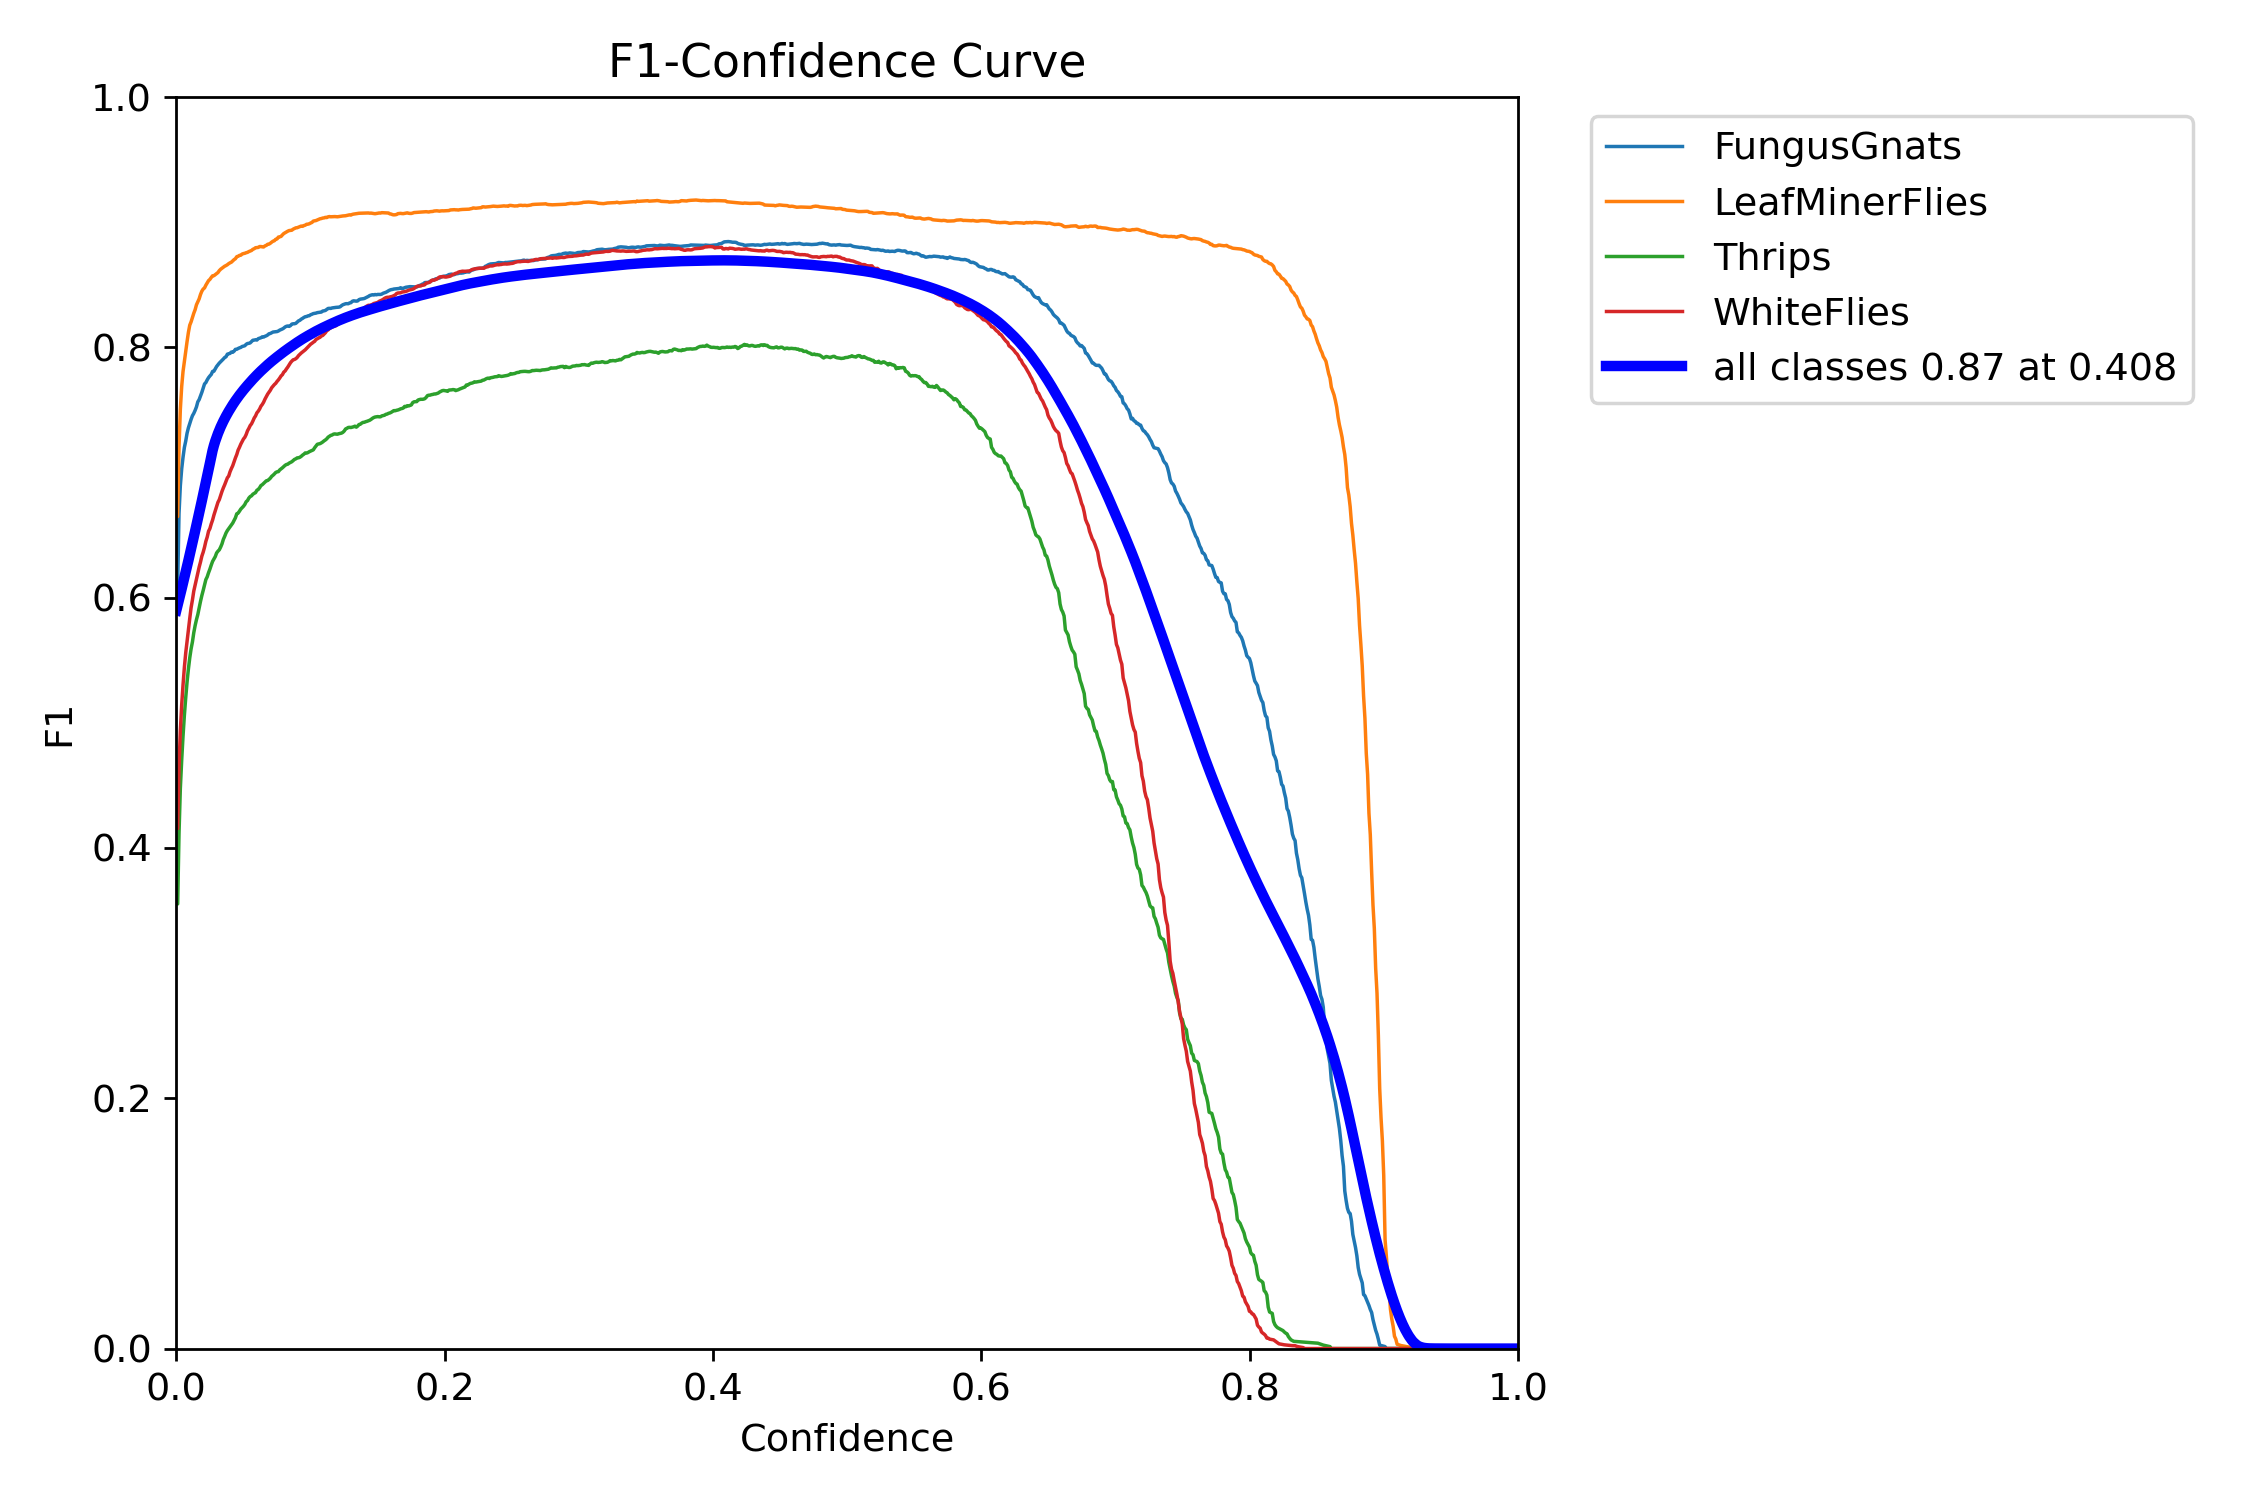 F1-Confidence Curve
1.0
0.8
0.6
0.4
0.2
0.0
F1
0.0 0.2 0.4 0.6 0.8 1.0
Confidence
FungusGnats
LeafMinerFlies
Thrips
WhiteFlies
all classes 0.87 at 0.408